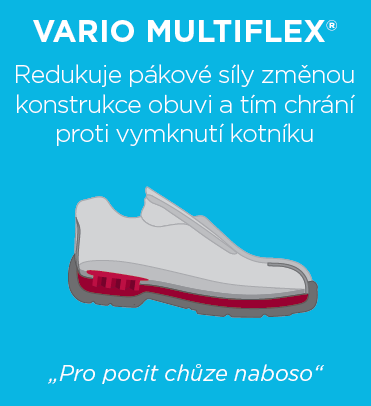 VARIO MULTIFLEX®
Redukuje pákové síly změnou
konstrukce obuvi a tím chrání
proti vymknutí kotníku
„Pro pocit chůze naboso“